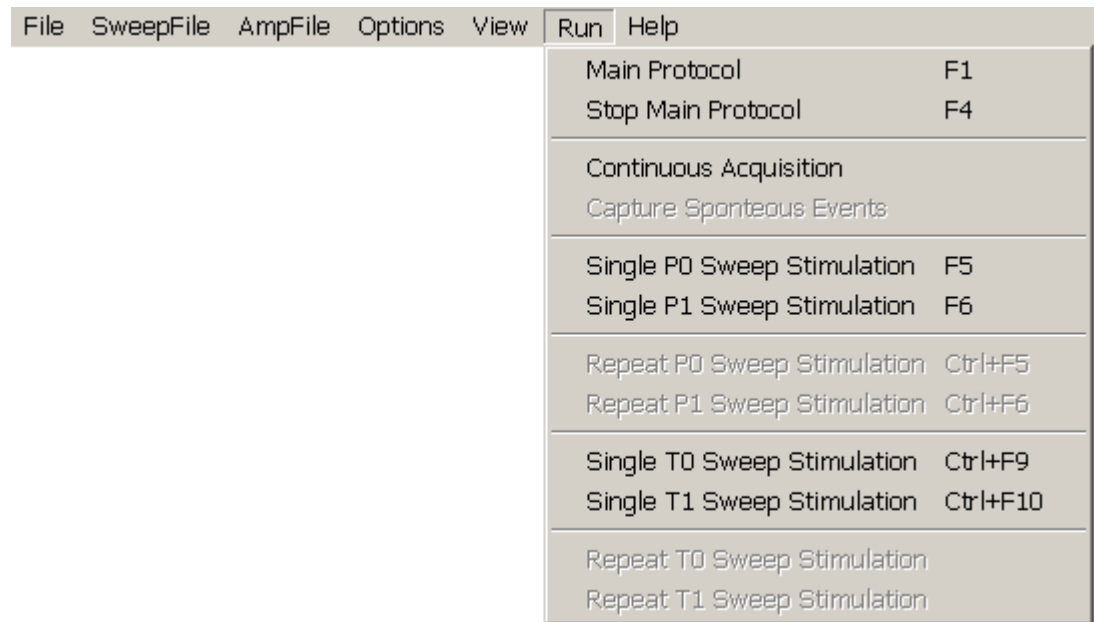 File SweepFile AmpFile Options View Run Help
Main Protocol F1
Stop Main Protocol F4
Continuous Acquisition
Capture Sponteous Events
Single P0 Sweep Stimulation F5
Single P1 Sweep Stimulation F6
Repeat P0 Sweep Stimulation Ctrl+F5
Repeat P1 Sweep Stimulation Ctrl+F6
Single T0 Sweep Stimulation Ctrl+F9
Single T1 Sweep Stimulation Ctrl+F10
Repeat T0 Sweep Stimulation
Repeat T1 Sweep Stimulation